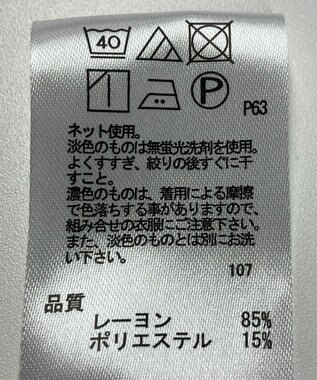 40
P
P63
ネット使用。
淡色のものは無蛍光洗剤を使用。
よくすすぎ、絞りの後すぐに干
すこと。
濃色のものは、着用による摩擦
で色落ちする事がありますので、
組み合せの衣服にご注意下さい。
また、淡色のものとは別にお洗
い下さい。
107
品質
レーヨン 85%
ポリエステル 15%